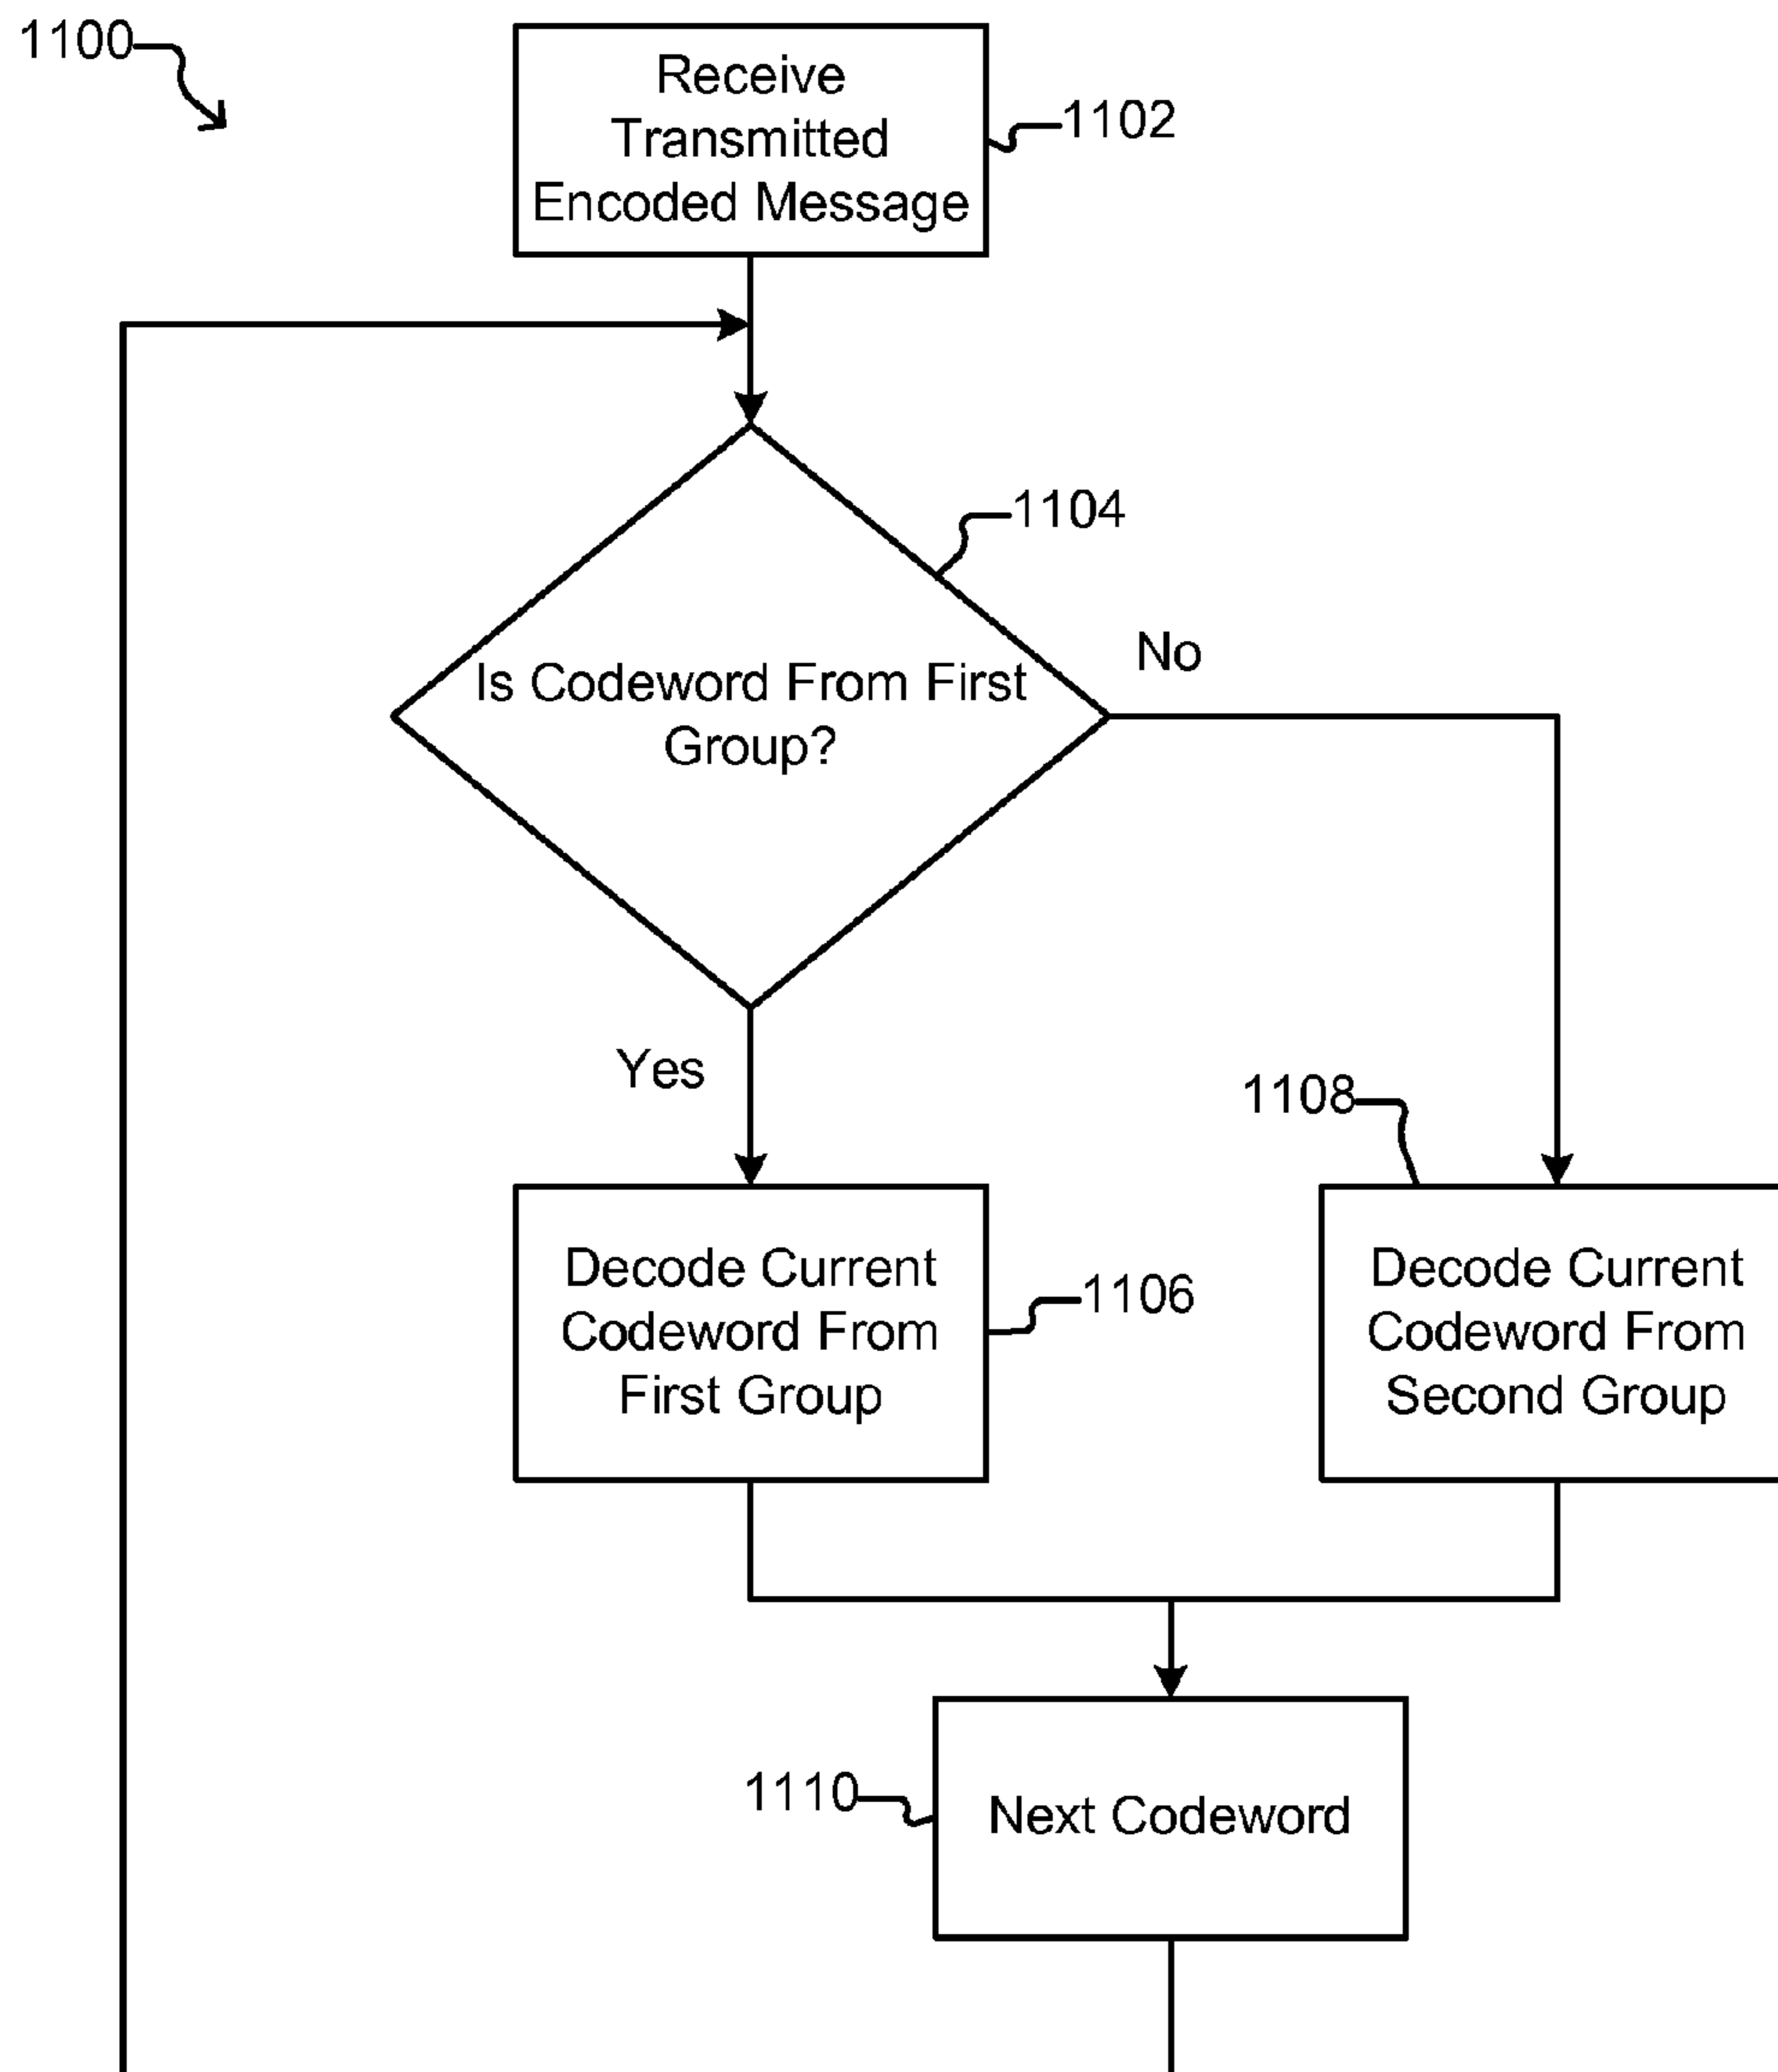 1100
Receive
Transmitted
Encoded Message
1102
1104
Is Codeword From First
Group?
No
Yes
1108
Decode Current
Codeword From
First Group
1106
Decode Current
Codeword From
Second Group
1110
Next Codeword